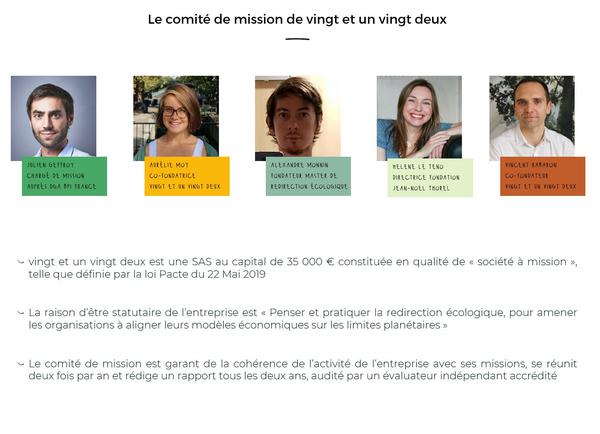 Le comité de mission de vingt et un vingt deux
JULIEN GEFFROY
CHARGÉ DE MISSION
AUPRÈS DGA BPI FRANCE
AURÉLIE MOY
CO-FONDATRICE
VINGT ET UN VINGT DEUX
ALEXANDRE MONNIN
FONDATEUR MASTER DE
REDIRECTION ÉCOLOGIQUE
HELENE LE TENO
DIRECTRICE FONDATION
JEAN-NOËL THOREL
VINCENT RABARON
CO-FONDATEUR
VINGT ET UN VINGT DEUX
vingt et un vingt deux est une SAS au capital de 35 000 € constituée en qualité de « société à mission »,
telle que définie par la loi Pacte du 22 Mai 2019
La raison d'être statutaire de l'entreprise est « Penser et pratiquer la redirection écologique, pour amener
les organisations à aligner leurs modèles économiques sur les limites planétaires »
Le comité de mission est garant de la cohérence de l'activité de l'entreprise avec ses missions, se réunit
deux fois par an et rédige un rapport tous les deux ans, audité par un évaluateur indépendant accrédité